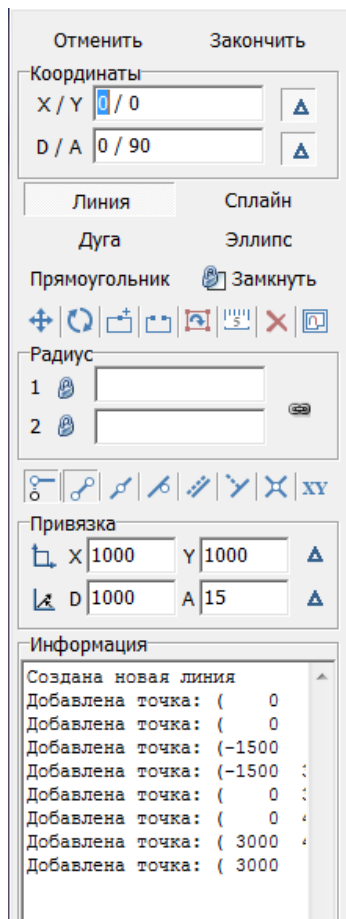 Отменить Закончить
Координаты
X / Y 0 / 0
D / A 0 / 90
Линия Сплайн
Дуга Эллипс
Прямоугольник Замкнуть
5
Радиус
1
2
XY
Привязка
X 1000 Y 1000
D 1000 A 15
Информация
Создана новая линия
Добавлена точка: ( 0
Добавлена точка: ( 0
Добавлена точка: (-1500
Добавлена точка: (-1500
Добавлена точка: ( 0
Добавлена точка: ( 0
Добавлена точка: ( 3000
Добавлена точка: ( 3000